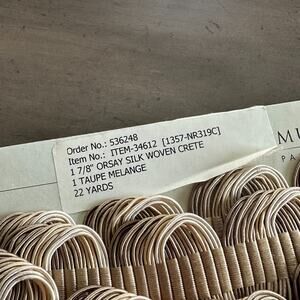 Order No.: 536248
Item No.: ITEM-34612 [1357-NR319C]
1 7/8" ORSAY SILK WOVEN CRETE
1 TAUPE MELANGE
22 YARDS